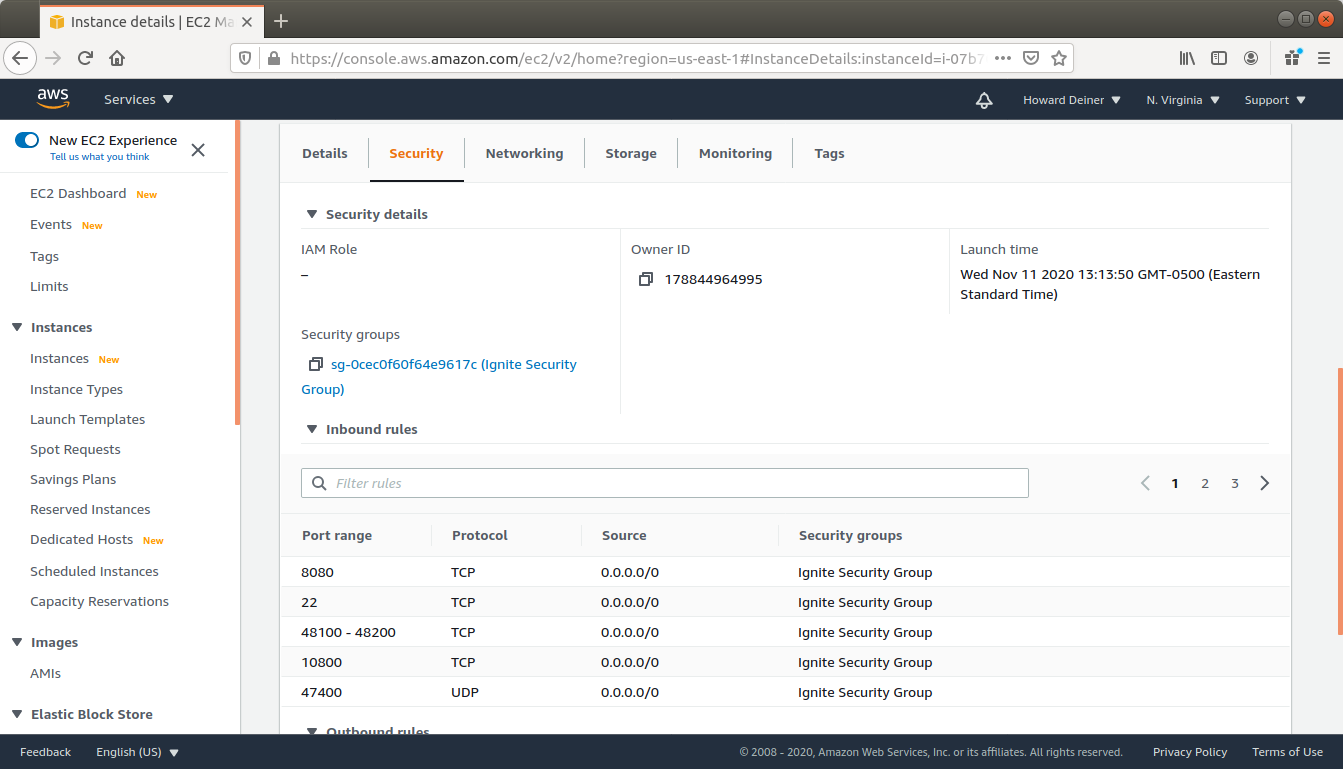 Instance details | EC2 Ma
https://console.aws.amazon.com/ec2/v2/home?region=us-east-1#InstanceDetails:instanceId=i-07b7
aws
Services
Howard Deiner
N. Virginia
Support
New EC2 Experience
Tell us what you think
EC2 Dashboard New
Events New
Tags
Limits
Instances
Instances New
Instance Types
Launch Templates
Spot Requests
Savings Plans
Reserved Instances
Dedicated Hosts New
Scheduled Instances
Capacity Reservations
Images
AMIs
Elastic Block Store
Details Security Networking Storage Monitoring Tags
Security details
IAM Role
–
Owner ID
178844964995
Launch time
Wed Nov 11 2020 13:13:50 GMT-0500 (Eastern
Standard Time)
Security groups
sg-0cec0f60f64e9617c (Ignite Security
Group)
Inbound rules
Filter rules
1 2 3
Port range Protocol Source Security groups
8080 TCP 0.0.0.0/0 Ignite Security Group
22 TCP 0.0.0.0/0 Ignite Security Group
48100 - 48200 TCP 0.0.0.0/0 Ignite Security Group
10800 TCP 0.0.0.0/0 Ignite Security Group
47400 UDP 0.0.0.0/0 Ignite Security Group
Outbound rules
Feedback
English (US)
© 2008 - 2020, Amazon Web Services, Inc. or its affiliates. All rights reserved.
Privacy Policy
Terms of Use